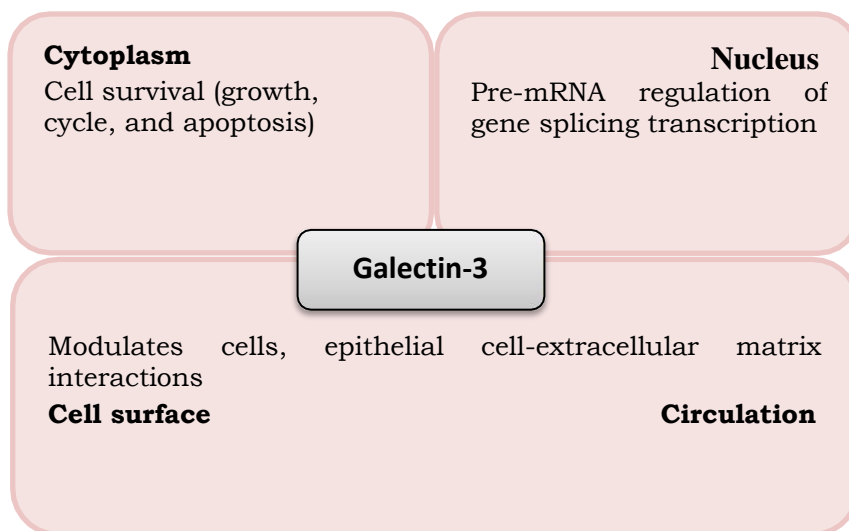 Cytoplasm
Cell survival (growth,
cycle, and apoptosis)
Nucleus
Pre-mRNA regulation of
gene splicing transcription
Galectin-3
Modulates cells, epithelial cell-extracellular matrix
interactions
Cell surface Circulation